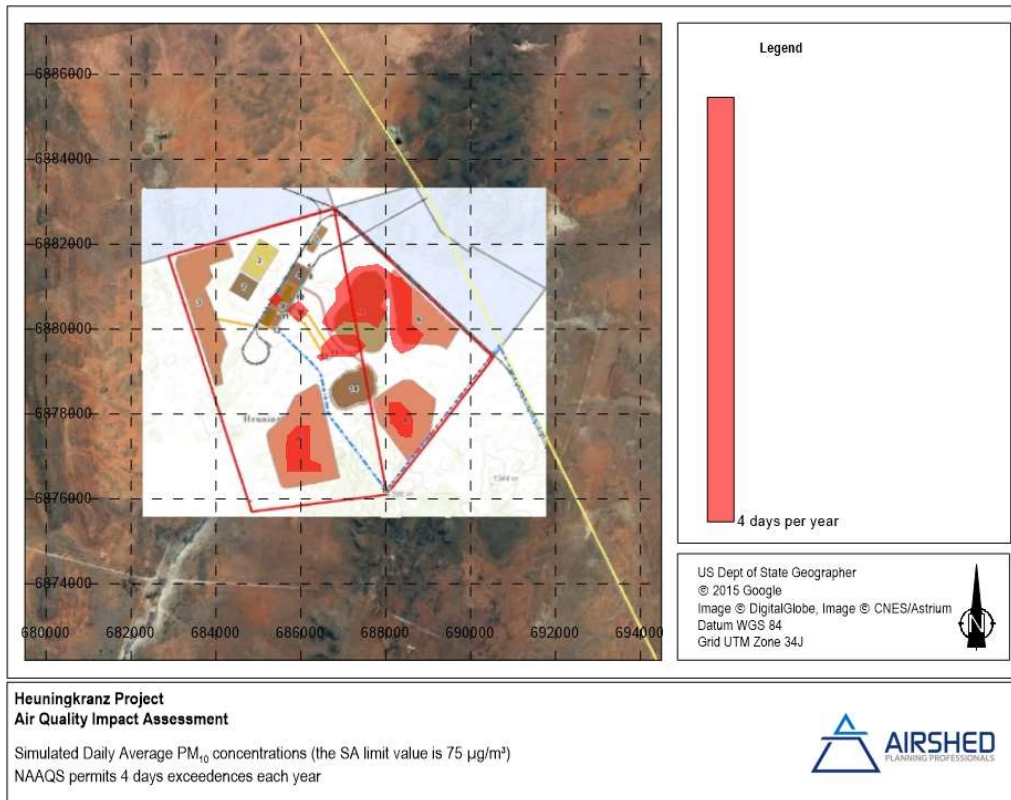 6886000
6884000
6882000
6880000
6878000
6876000
6874000
680000
682000
684000
686000
688000
690000
692000
694000
14
Legend
4 days per year
US Dept of State Geographer
© 2015 Google
Image © DigitalGlobe, Image © CNES/Astrium
Datum WGS 84
Grid UTM Zone 34J
N
Heuningkranz Project
Air Quality Impact Assessment
Simulated Daily Average PM₁₀ concentrations (the SA limit value is 75 µg/m³)
NAAQS permits 4 days exceedences each year
AIRSHED
PLANNING PROFESSIONALS